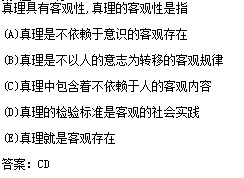 真理具有客观性,真理的客观性是指
(A)真理是不依赖于意识的客观存在
(B)真理是不以人的意志为转移的客观规律
(C)真理中包含着不依赖于人的客观内容
(D)真理的检验标准是客观的社会实践
(E)真理就是客观存在
答案：CD